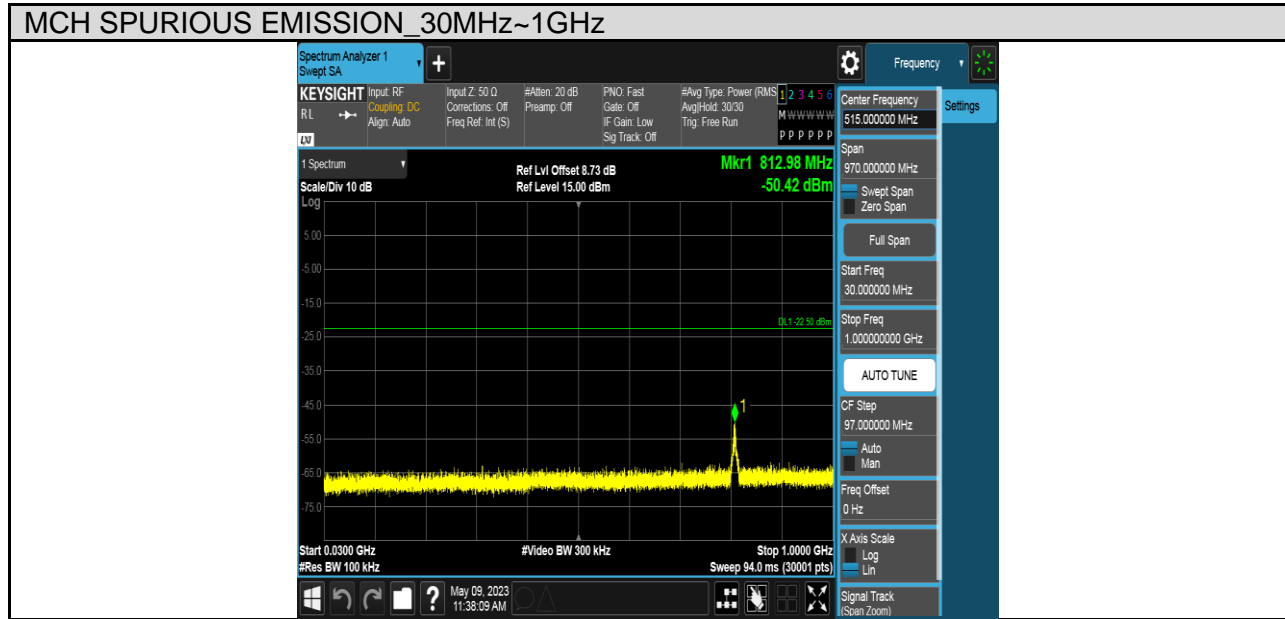 MCH SPURIOUS EMISSION_30MHz~1GHz
Spectrum Analyzer 1
Swept SA
+
Frequency
KEYSIGHT
RL
LXI
Input: RF
Coupling: DC
Align: Auto
Input Z: 50 Ω
Corrections: Off
Freq Ref: Int (S)
#Atten: 20 dB
Preamp: Off
PNO: Fast
Gate: Off
IF Gain: Low
Sig Track: Off
#Avg Type: Power (RMS
Avg|Hold: 30/30
Trig: Free Run
1 2 3 4 5 6
M W W W W W
P P P P P P
1 Spectrum
Scale/Div 10 dB
Ref Lvl Offset 8.73 dB
Ref Level 15.00 dBm
Mkr1 812.98 MHz
-50.42 dBm
Log
5.00
-5.00
-15.0
DL1 -22.50 dBm
-25.0
-35.0
-45.0
1
-55.0
-65.0
-75.0
Start 0.0300 GHz
#Res BW 100 kHz
#Video BW 300 kHz
Stop 1.0000 GHz
Sweep 94.0 ms (30001 pts)
?
May 09, 2023
11:38:09 AM
Center Frequency
515.000000 MHz
Span
970.000000 MHz
Swept Span
Zero Span
Full Span
Start Freq
30.000000 MHz
Stop Freq
1.000000000 GHz
AUTO TUNE
CF Step
97.000000 MHz
Auto
Man
Freq Offset
0 Hz
X Axis Scale
Log
Lin
Signal Track
(Span Zoom)
Settings